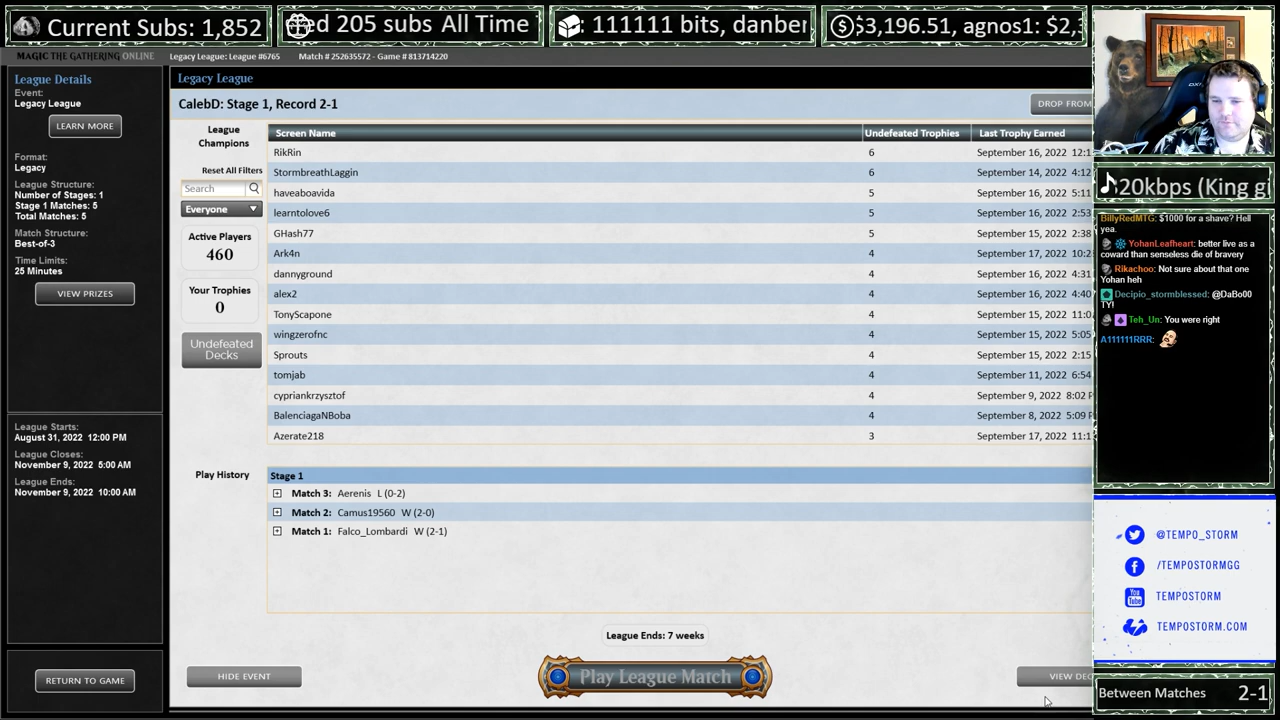 Current Subs: 1,852
ed 205 subs All Time
: 111111 bits, danber
$3,196.51, agnos1: $2,3
MAGIC THE GATHERING ONLINE
Legacy League: League #6765
Match # 252635572 - Game # 813714220
League Details
Event:
Legacy League
LEARN MORE
Format:
Legacy
League Structure:
Number of Stages: 1
Stage 1 Matches: 5
Total Matches: 5
Match Structure:
Best-of-3
Time Limits:
25 Minutes
VIEW PRIZES
League Starts:
August 31, 2022 12:00 PM
League Closes:
November 9, 2022 5:00 AM
League Ends:
November 9, 2022 10:00 AM
RETURN TO GAME
Legacy League
CalebD: Stage 1, Record 2-1
DROP FROM
League Champions
Reset All Filters
Search
Everyone
Active Players
460
Your Trophies
0
Undefeated Decks
Screen Name Undefeated Trophies Last Trophy Earned
RikRin 6 September 16, 2022 12:1
StormbreathLaggin 6 September 14, 2022 4:12
haveaboavida 5 September 16, 2022 5:11
learntolove6 5 September 16, 2022 2:53
GHash77 5 September 15, 2022 2:38
Ark4n 4 September 17, 2022 10:2
dannyground 4 September 16, 2022 4:31
alex2 4 September 16, 2022 4:40
TonyScapone 4 September 15, 2022 11:0
wingzerofnc 4 September 15, 2022 5:05
Sprouts 4 September 15, 2022 2:15
tomjab 4 September 11, 2022 6:54
cypriankrzysztof 4 September 9, 2022 8:02 P
BalenciagaNBoba 4 September 8, 2022 5:09 P
Azerate218 3 September 17, 2022 11:1
Play History
Stage 1
Match 3: Aerenis L (0-2)
Match 2: Camus19560 W (2-0)
Match 1: Falco_Lombardi W (2-1)
League Ends: 7 weeks
HIDE EVENT
Play League Match
VIEW DEC
20kbps (King gi
BillyRedMTG: $1000 for a shave? Hell
yea.
YohanLeafheart: better live as a
coward than senseless die of bravery
Rikachoo: Not sure about that one
Yohan heh
Decipio_stormblessed: @DaBo00
TY!
Teh_Un: You were right
A111111RRR:
@TEMPO_STORM
/TEMPOSTORMGG
TEMPOSTORM
TEMPOSTORM.COM
Between Matches 2-1